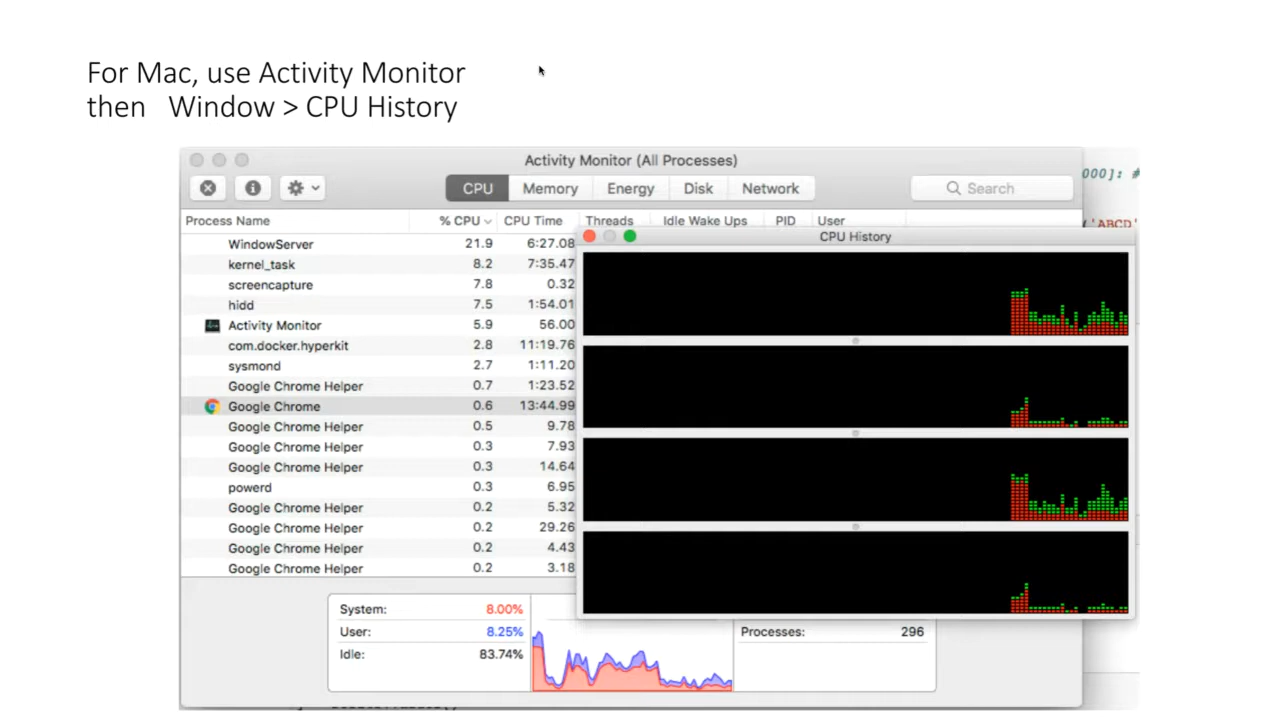 For Mac, use Activity Monitor
then Window > CPU History
Activity Monitor (All Processes)
CPU Memory Energy Disk Network Search
000]: #
Process Name % CPU CPU Time Threads Idle Wake Ups PID User
'ABCD'
CPU History
WindowServer 21.9 6:27.08
kernel_task 8.2 7:35.47
screencapture 7.8 0.32
hidd 7.5 1:54.01
Activity Monitor 5.9 56.00
com.docker.hyperkit 2.8 11:19.76
sysmond 2.7 1:11.20
Google Chrome Helper 0.7 1:23.52
Google Chrome 0.6 13:44.99
Google Chrome Helper 0.5 9.78
Google Chrome Helper 0.3 7.93
Google Chrome Helper 0.3 14.64
powerd 0.3 6.95
Google Chrome Helper 0.2 5.32
Google Chrome Helper 0.2 29.26
Google Chrome Helper 0.2 4.43
Google Chrome Helper 0.2 3.18
System: 8.00%
User: 8.25% Processes: 296
Idle: 83.74%